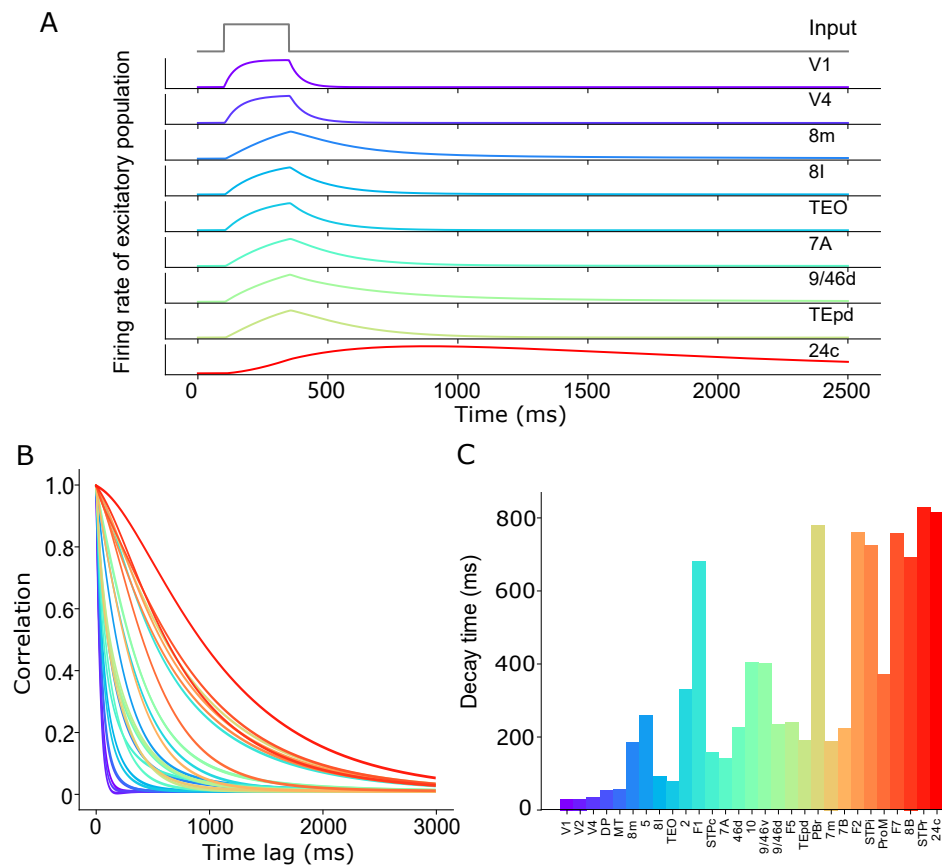 A
Firing rate of excitatory population
Input
V1
V4
8m
8l
TEO
7A
9/46d
TEpd
24c
0 500 1000 1500 2000 2500
Time (ms)
B
Correlation
1.0
0.8
0.6
0.4
0.2
0
0 1000 2000 3000
Time lag (ms)
C
Decay time (ms)
800
600
400
200
00
V1
V2
V4
DP
MT
8m
5
8l
TEO
2
F1
STPc
7A
46d
10
9/46v
9/46d
F5
TEpd
PBr
7m
7B
F2
STPi
ProM
F7
8B
STPr
24c